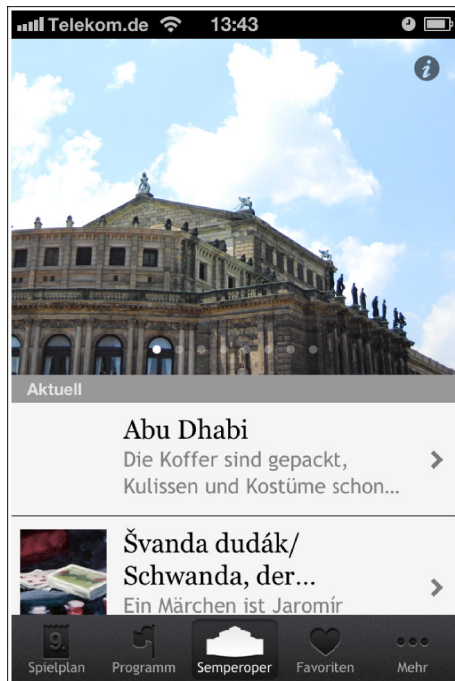 Telekom.de 13:43
i
Aktuell
Abu Dhabi
Die Koffer sind gepackt,
Kulissen und Kostüme schon...
Švanda dudák/
Schwanda, der...
Ein Märchen ist Jaromír
9.
Spielplan Programm Semperoper Favoriten Mehr